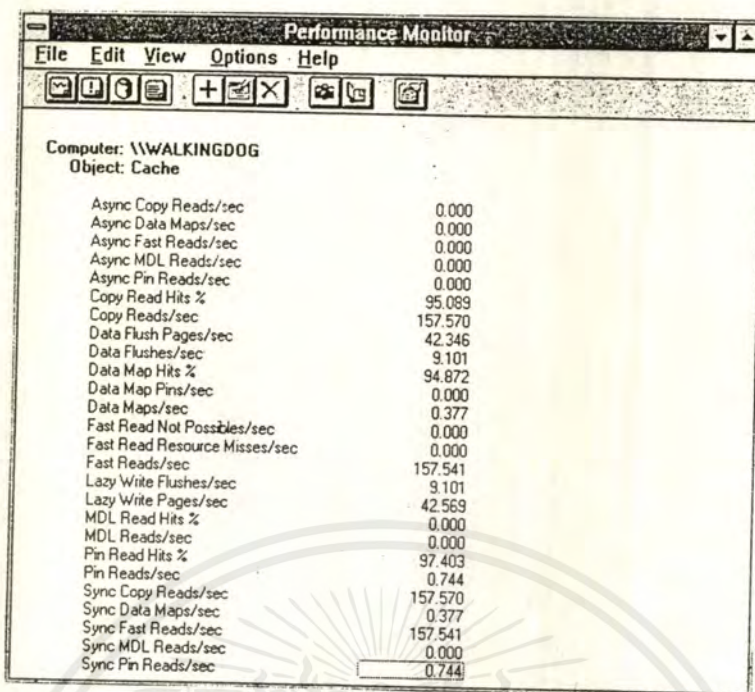 Performance Monitor
File Edit View Options Help
Computer: \\WALKINGDOG
Object: Cache
Async Copy Reads/sec 0.000
Async Data Maps/sec 0.000
Async Fast Reads/sec 0.000
Async MDL Reads/sec 0.000
Async Pin Reads/sec 0.000
Copy Read Hits % 95.089
Copy Reads/sec 157.570
Data Flush Pages/sec 42.346
Data Flushes/sec 9.101
Data Map Hits % 94.872
Data Map Pins/sec 0.000
Data Maps/sec 0.377
Fast Read Not Possibles/sec 0.000
Fast Read Resource Misses/sec 0.000
Fast Reads/sec 157.541
Lazy Write Flushes/sec 9.101
Lazy Write Pages/sec 42.569
MDL Read Hits % 0.000
MDL Reads/sec 0.000
Pin Read Hits % 97.403
Pin Reads/sec 0.744
Sync Copy Reads/sec 157.570
Sync Data Maps/sec 0.377
Sync Fast Reads/sec 157.541
Sync MDL Reads/sec 0.000
Sync Pin Reads/sec 0.744